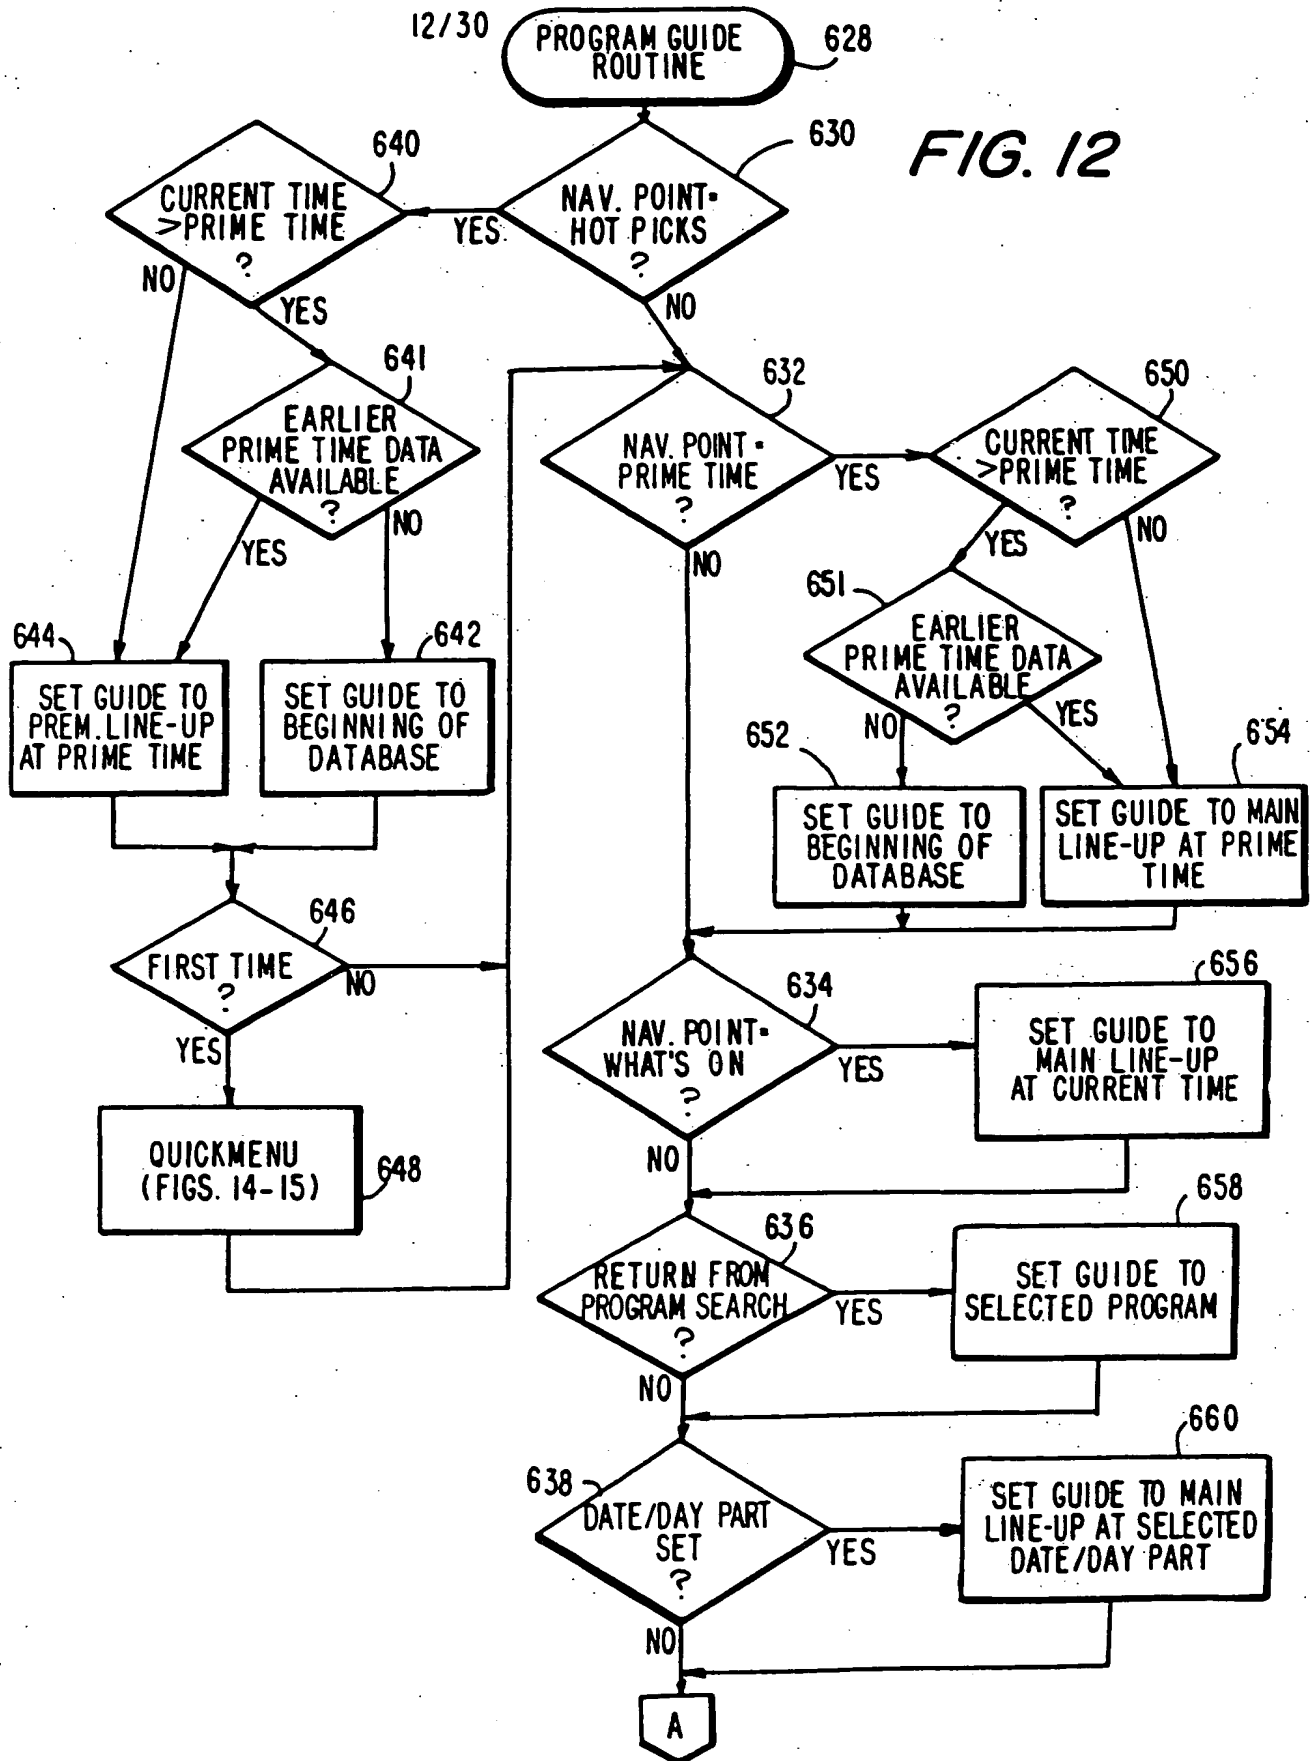 12/30
PROGRAM GUIDE
ROUTINE
628
FIG. 12
630
NAV. POINT=
HOT PICKS
?
YES
NO
640
CURRENT TIME
>PRIME TIME
?
NO
YES
641
EARLIER
PRIME TIME DATA
AVAILABLE
?
YES
NO
632
NAV. POINT=
PRIME TIME
?
YES
NO
650
CURRENT TIME
>PRIME TIME
?
YES
NO
651
EARLIER
PRIME TIME DATA
AVAILABLE
?
NO
YES
644
SET GUIDE TO
PREM. LINE-UP
AT PRIME TIME
642
SET GUIDE TO
BEGINNING OF
DATABASE
652
SET GUIDE TO
BEGINNING OF
DATABASE
654
SET GUIDE TO MAIN
LINE-UP AT PRIME
TIME
646
FIRST TIME
?
NO
YES
QUICKMENU
(FIGS. 14-15)
648
634
NAV. POINT=
WHAT'S ON
?
YES
NO
656
SET GUIDE TO
MAIN LINE-UP
AT CURRENT TIME
636
RETURN FROM
PROGRAM SEARCH
?
YES
NO
658
SET GUIDE TO
SELECTED PROGRAM
638
DATE/DAY PART
SET
?
YES
NO
660
SET GUIDE TO MAIN
LINE-UP AT SELECTED
DATE/DAY PART
A